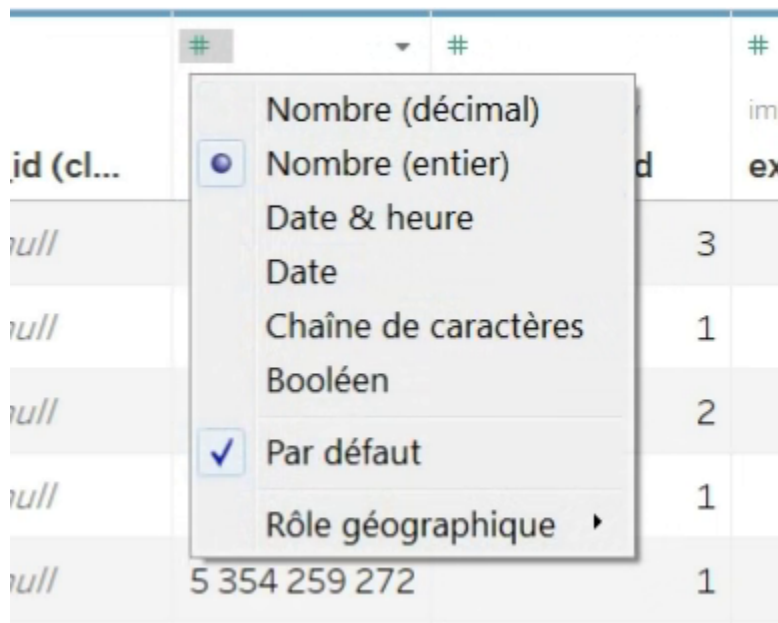 # # #
Nombre (décimal)
im
_id (cl...
Nombre (entier)
d
ex
Date & heure
null
3
Date
null
Chaîne de caractères
1
Booléen
null
2
Par défaut
null
1
Rôle géographique
null
5 354 259 272
1